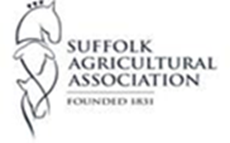 SUFFOLK
AGRICULTURAL
ASSOCIATION
FOUNDED 1831